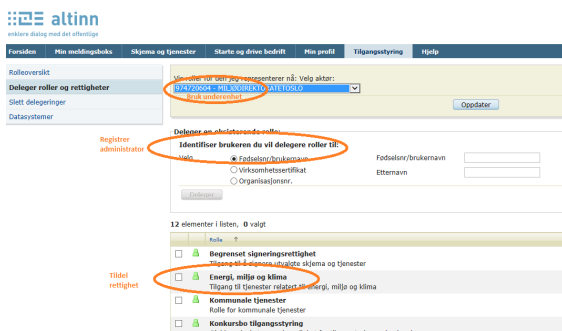 altinn
enklere dialog med det offentlige
Forsiden Min meldingsboks Skjema og tjenester Starte og drive bedrift Min profil Tilgangsstyring Hjelp
Rolleoversikt
Deleger roller og rettigheter
Slett delegeringer
Datasystemer
Vis roller for den jeg representerer nå: Velg aktør:
974720604 - MILJØDIREKTORATETOSLO
Bruk underenhet
Oppdater
Deleger en eksisterende rolle:
Registrer
administrator
Identifiser brukeren du vil delegere roller til:
Velg
Fødselsnr/brukernavn
Virksomhetssertifikat
Organisasjonsnr.
Fødselsnr/brukernavn
Etternavn
Deleger
12 elementer i listen, 0 valgt
Rolle
Begrenset signeringsrettighet
Tilgang til å signere utvalgte skjema og tjenester
Tildel
rettighet
Energi, miljø og klima
Tilgang til tjenester relatert til energi, miljø og klima
Kommunale tjenester
Rolle for kommunale tjenester
Konkursbo tilgangsstyring